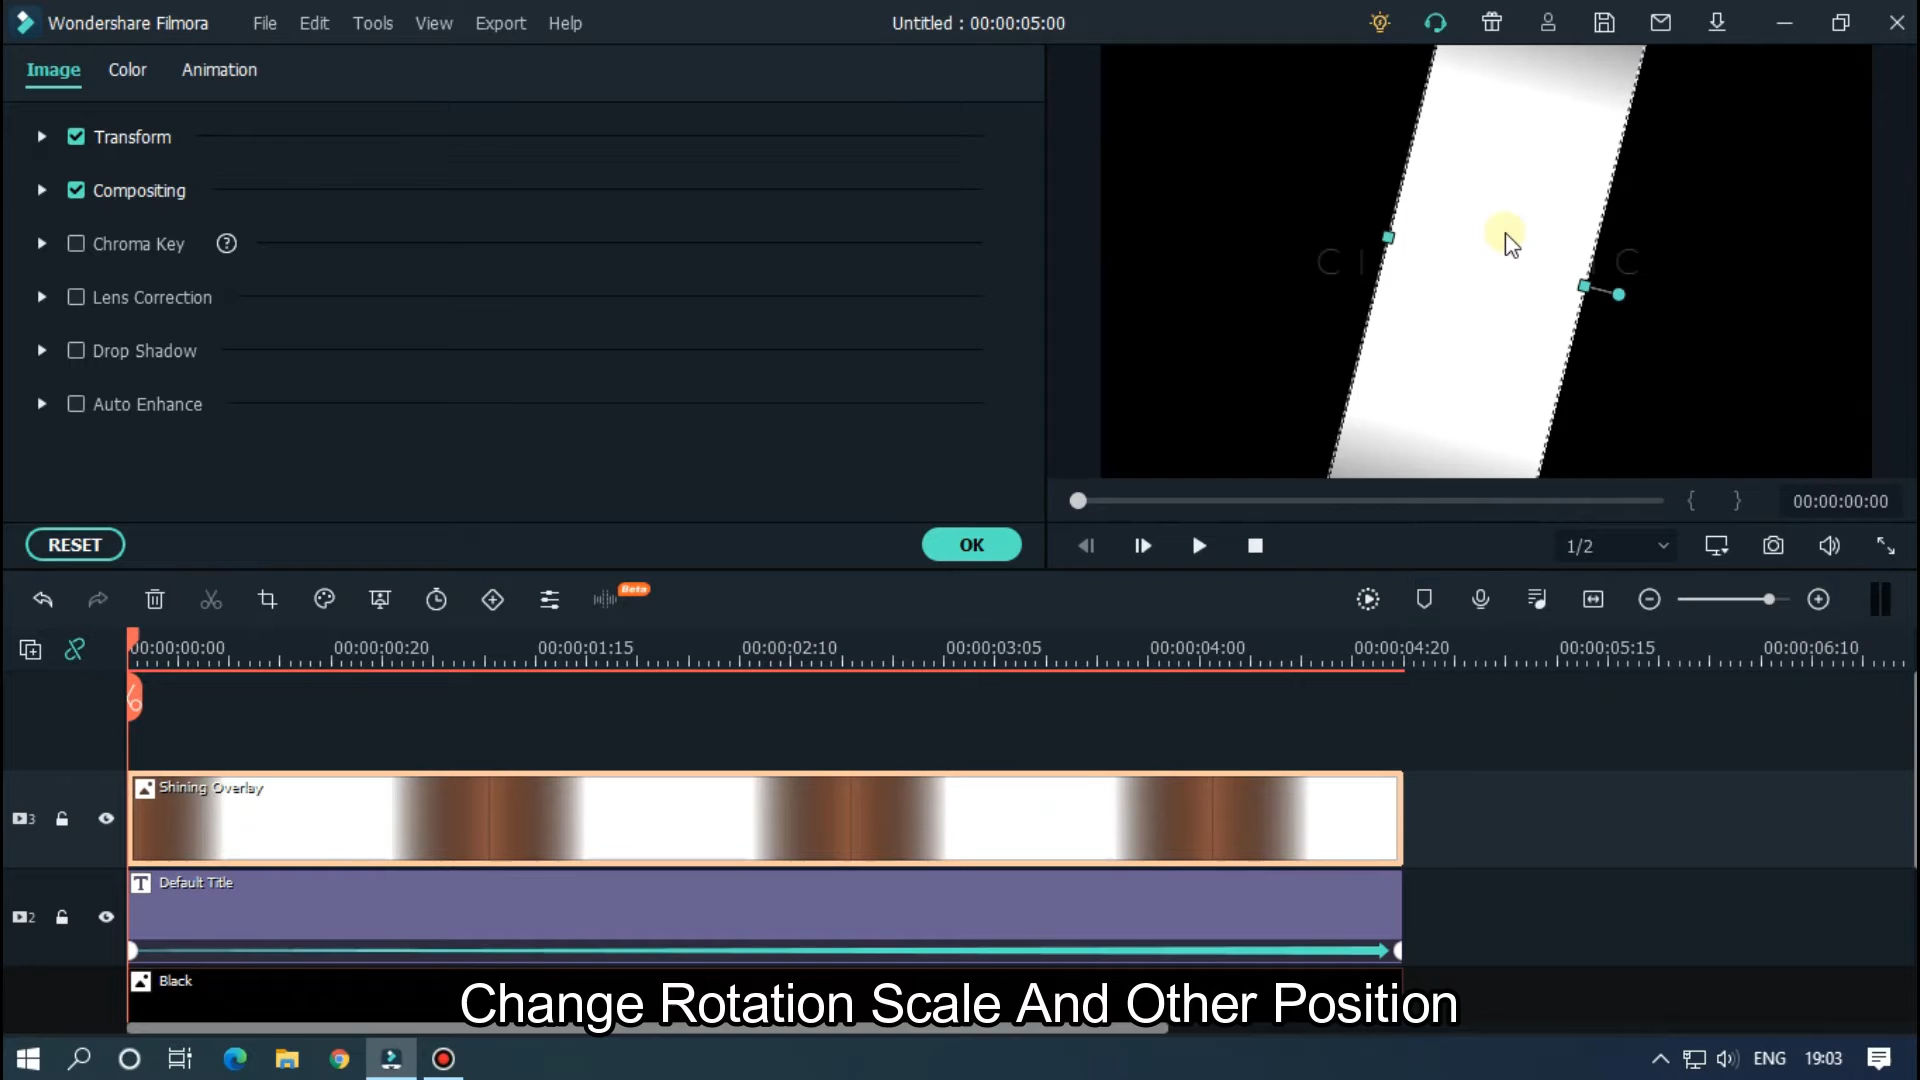 Wondershare Filmora File Edit Tools View Export Help Untitled : 00:00:05:00
Image Color Animation
Transform
Compositing
Chroma Key ?
Lens Correction
Drop Shadow
Auto Enhance
C I C
{ } 00:00:00:00
RESET OK 1/2
Beta
00:00:00:00 00:00:00:20 00:00:01:15 00:00:02:10 00:00:03:05 00:00:04:00 00:00:04:20 00:00:05:15 00:00:06:10
Shining Overlay
3
T Default Title
2
Black
Change Rotation Scale And Other Position
ENG 19:03